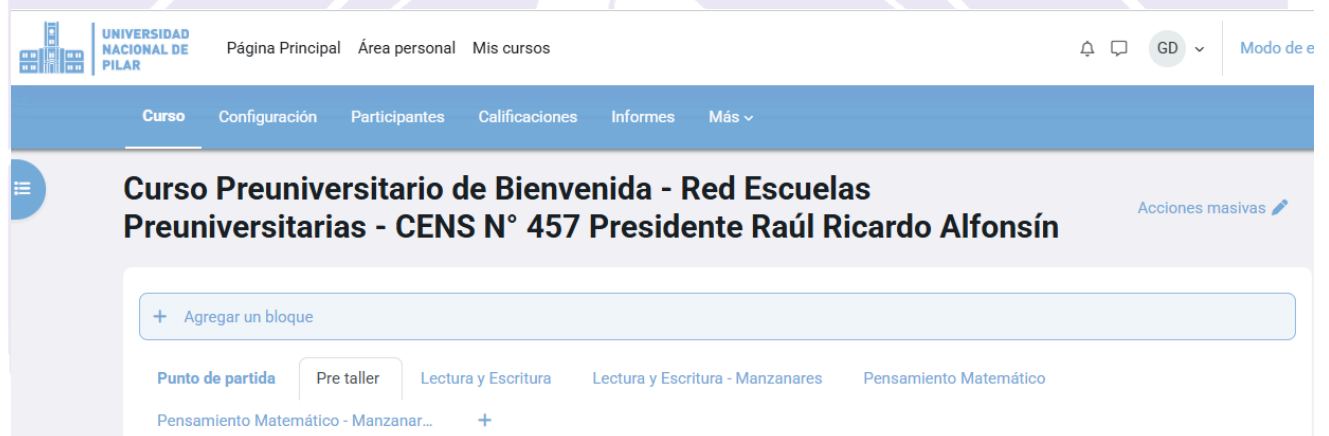 UNIVERSIDAD
NACIONAL DE
PILAR
Página Principal Área personal Mis cursos
GD
Modo de e
Curso Configuración Participantes Calificaciones Informes Más
Curso Preuniversitario de Bienvenida - Red Escuelas
Preuniversitarias - CENS N° 457 Presidente Raúl Ricardo Alfonsín
Acciones masivas
+ Agregar un bloque
Punto de partida Pre taller Lectura y Escritura Lectura y Escritura - Manzanares Pensamiento Matemático
Pensamiento Matemático - Manzanar... +